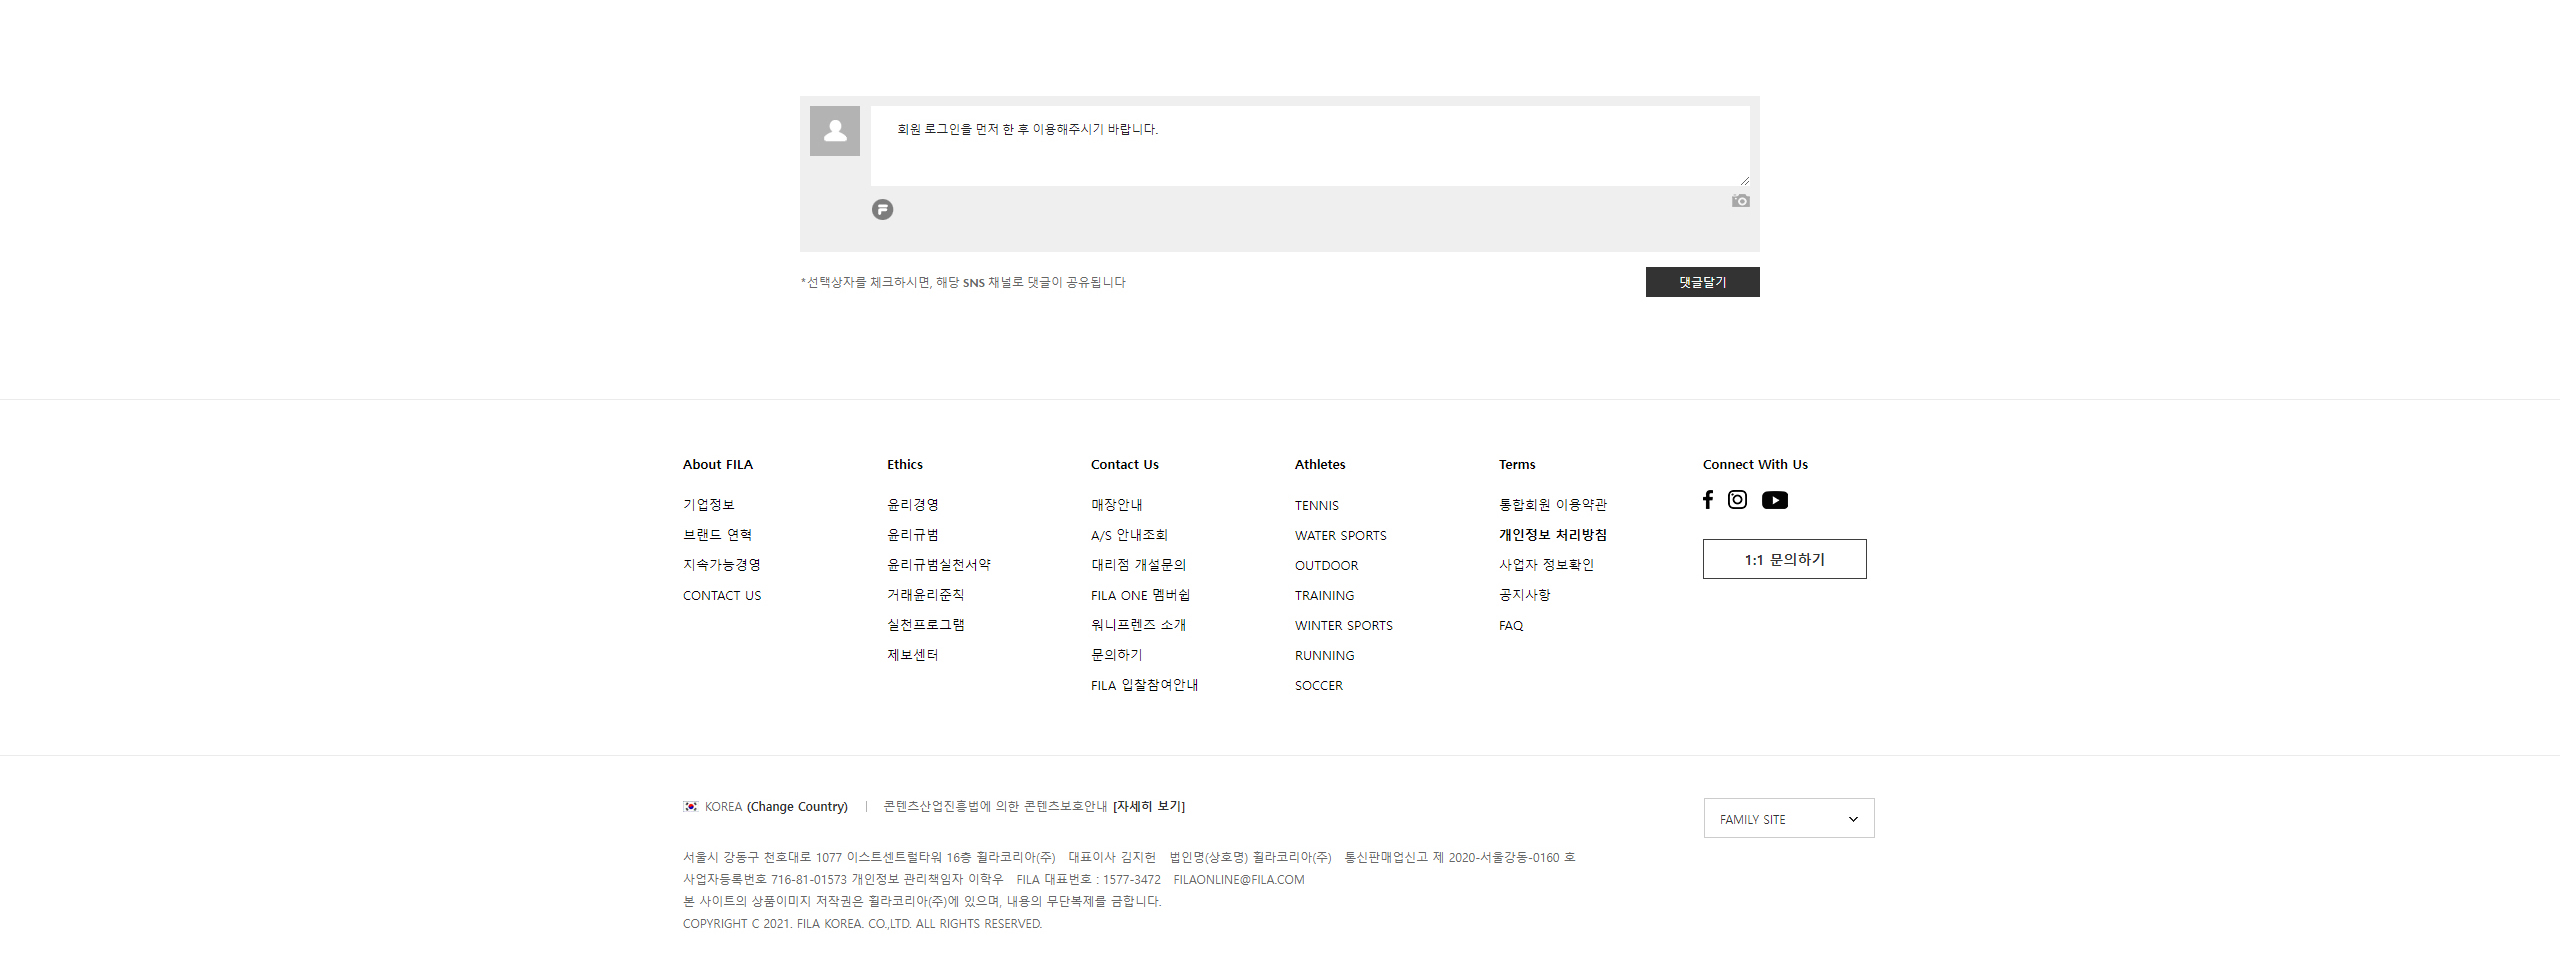 회원 로그인을 먼저 한 후 이용해주시기 바랍니다.
*선택상자를 체크하시면, 해당 SNS 채널로 댓글이 공유됩니다
댓글달기
About FILA
기업정보
브랜드 연혁
지속가능경영
CONTACT US
Ethics
윤리경영
윤리규범
윤리규범실천서약
거래윤리준칙
실천프로그램
제보센터
Contact Us
매장안내
A/S 안내조회
대리점 개설문의
FILA ONE 멤버쉽
워니프렌즈 소개
문의하기
FILA 입찰참여안내
Athletes
TENNIS
WATER SPORTS
OUTDOOR
TRAINING
WINTER SPORTS
RUNNING
SOCCER
Terms
통합회원 이용약관
개인정보 처리방침
사업자 정보확인
공지사항
FAQ
Connect With Us
1:1 문의하기
KOREA (Change Country) | 콘텐츠산업진흥법에 의한 콘텐츠보호안내 [자세히 보기]
FAMILY SITE
서울시 강동구 천호대로 1077 이스트센트럴타워 16층 휠라코리아(주) 대표이사 김지헌 법인명(상호명) 휠라코리아(주) 통신판매업신고 제 2020-서울강동-0160 호
사업자등록번호 716-81-01573 개인정보 관리책임자 이학우 FILA 대표번호 : 1577-3472 FILAONLINE@FILA.COM
본 사이트의 상품이미지 저작권은 휠라코리아(주)에 있으며, 내용의 무단복제를 금합니다.
COPYRIGHT C 2021. FILA KOREA. CO.,LTD. ALL RIGHTS RESERVED.